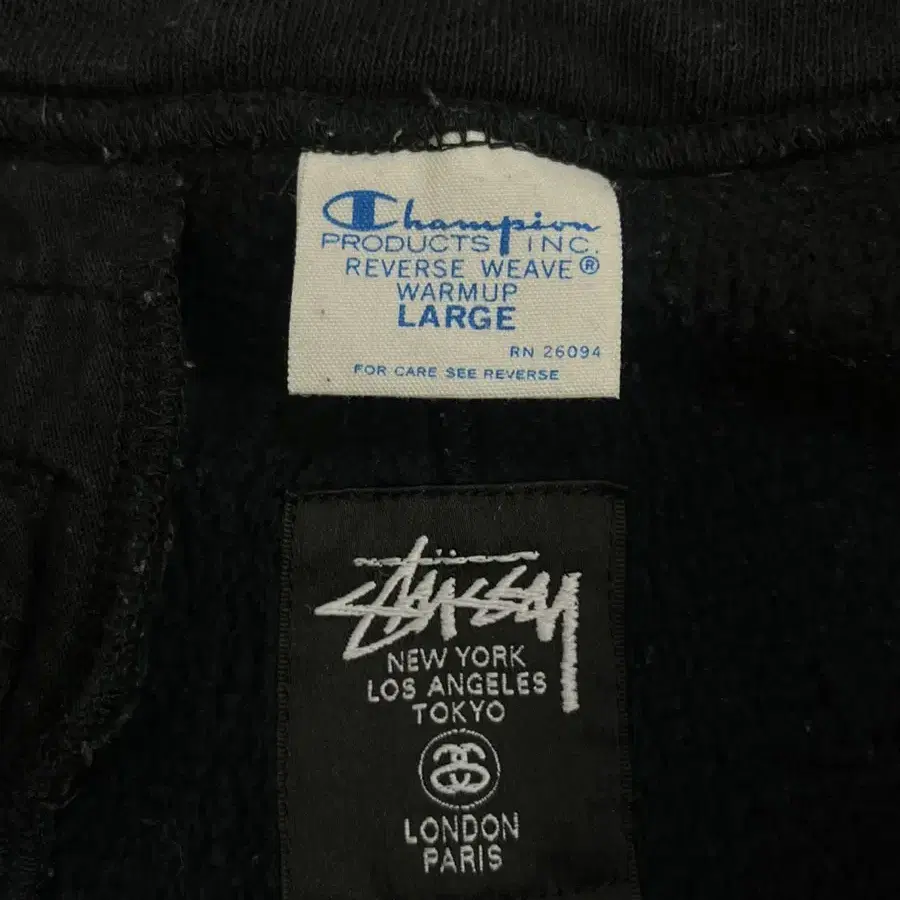 Champion
PRODUCTS INC.
REVERSE WEAVE®
WARMUP
LARGE
RN 26094
FOR CARE SEE REVERSE
Stüssy
NEW YORK
LOS ANGELES
TOKYO
LONDON
PARIS